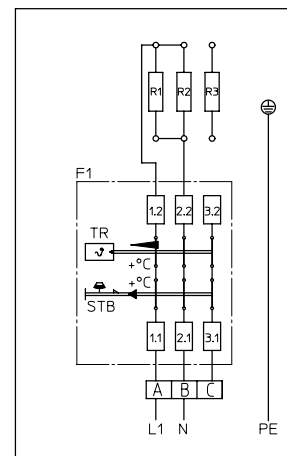 R1 R2 R3
F1
1.2 2.2 3.2
TR
+°C
+°C
STB
1.1 2.1 3.1
A B C
L1 N PE